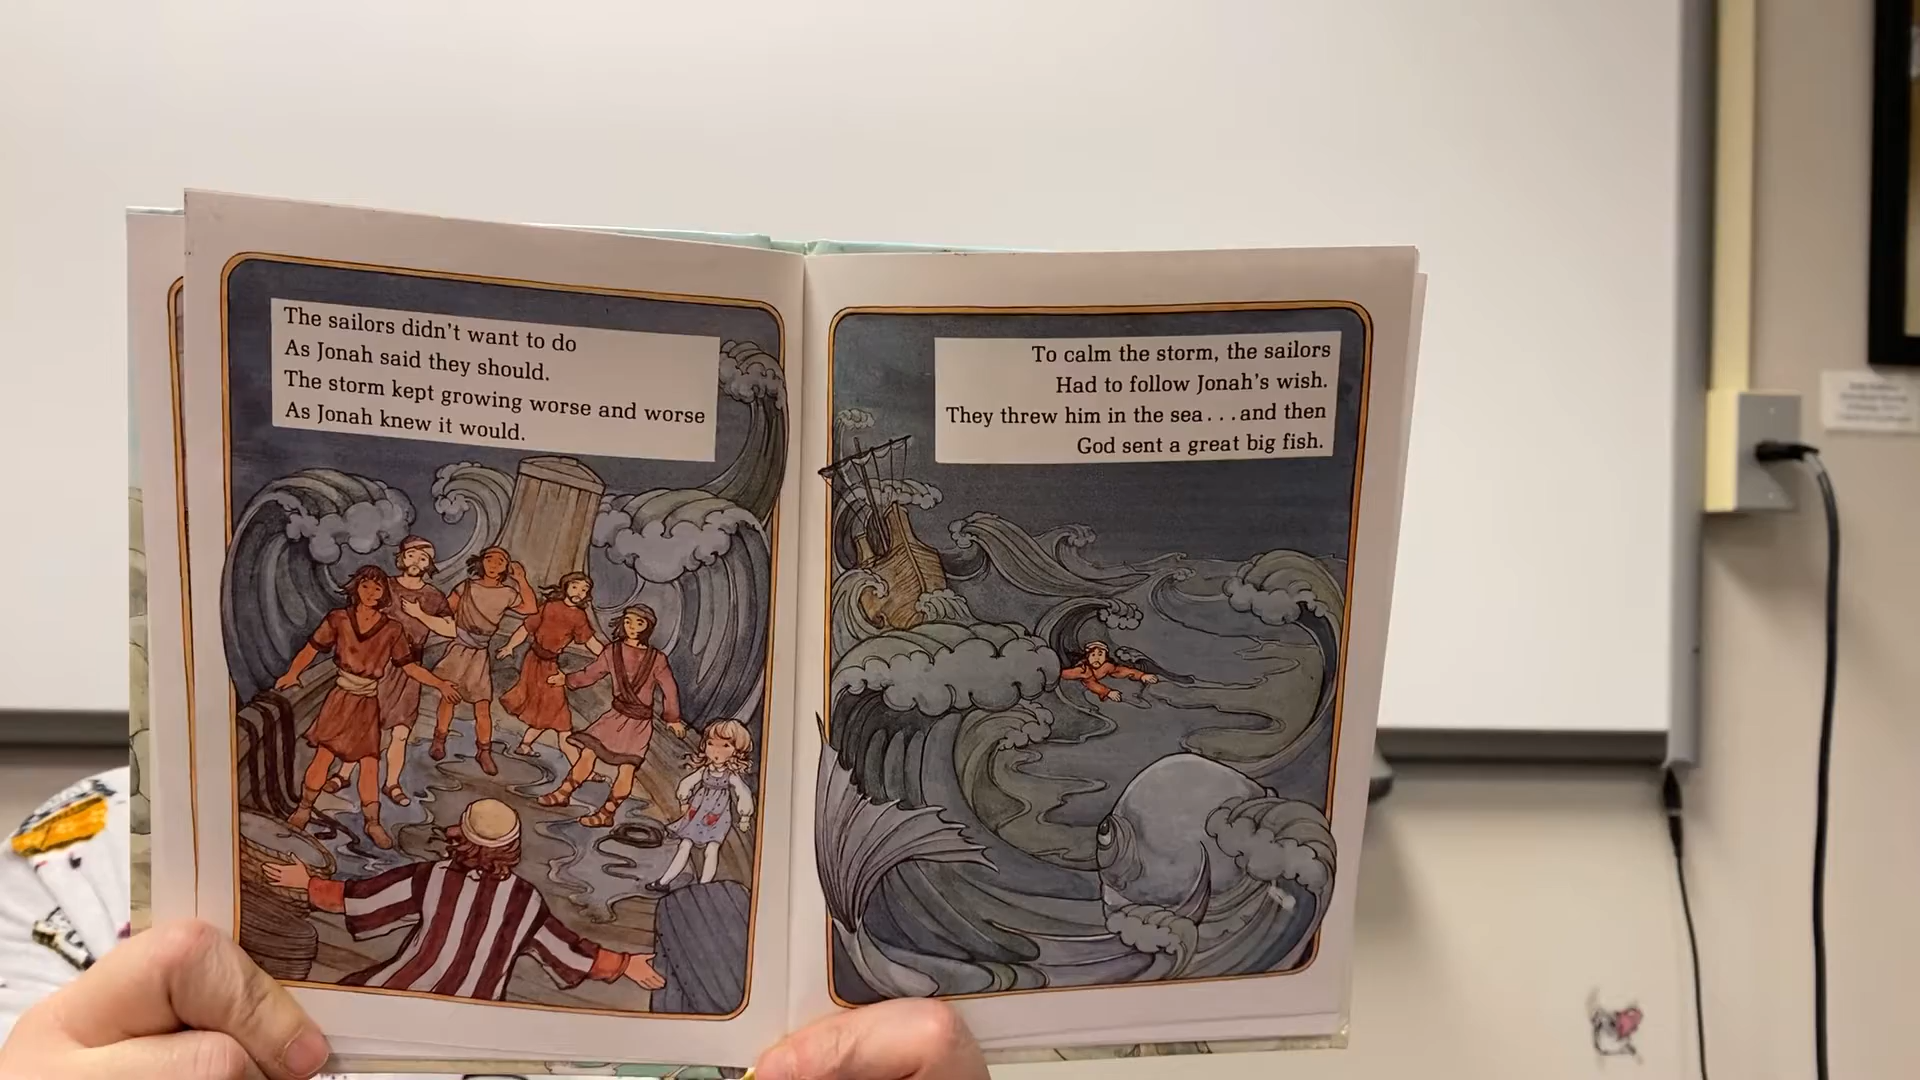 The sailors didn't want to do
As Jonah said they should.
The storm kept growing worse and worse
As Jonah knew it would.
To calm the storm, the sailors
Had to follow Jonah's wish.
They threw him in the sea...and then
God sent a great big fish.